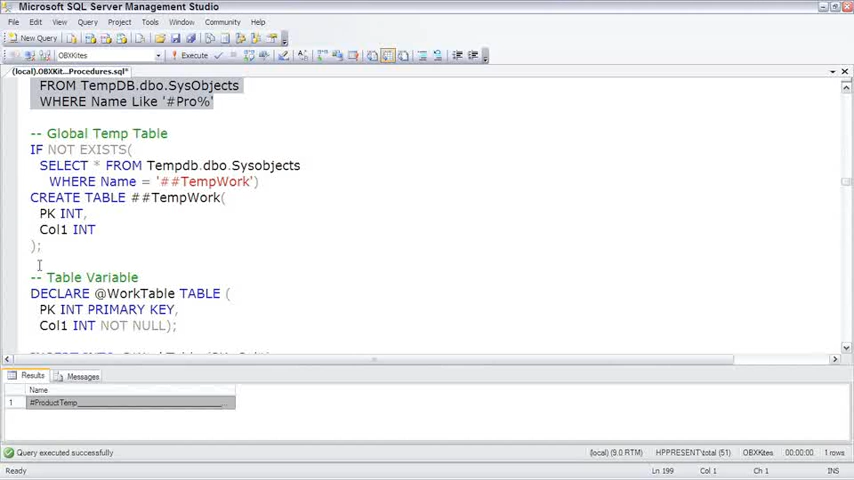 Microsoft SQL Server Management Studio
File Edit View Query Project Tools Window Community Help
New Query
OBXKites Execute
(local).OBXKit...Procedures.sql*
FROM TempDB.dbo.SysObjects
WHERE Name Like '#Pro%'
-- Global Temp Table
IF NOT EXISTS(
SELECT * FROM Tempdb.dbo.Sysobjects
WHERE Name = '##TempWork')
CREATE TABLE ##TempWork(
PK INT,
Col1 INT
);
-- Table Variable
DECLARE @WorkTable TABLE (
PK INT PRIMARY KEY,
Col1 INT NOT NULL);
Results Messages
Name
1 #ProductTemp______________________________________...
Query executed successfully (local) (9.0 RTM) HPPRESENT\total (51) OBXKites 00:00:00 1 rows
Ready Ln 199 Col 1 Ch 1 INS